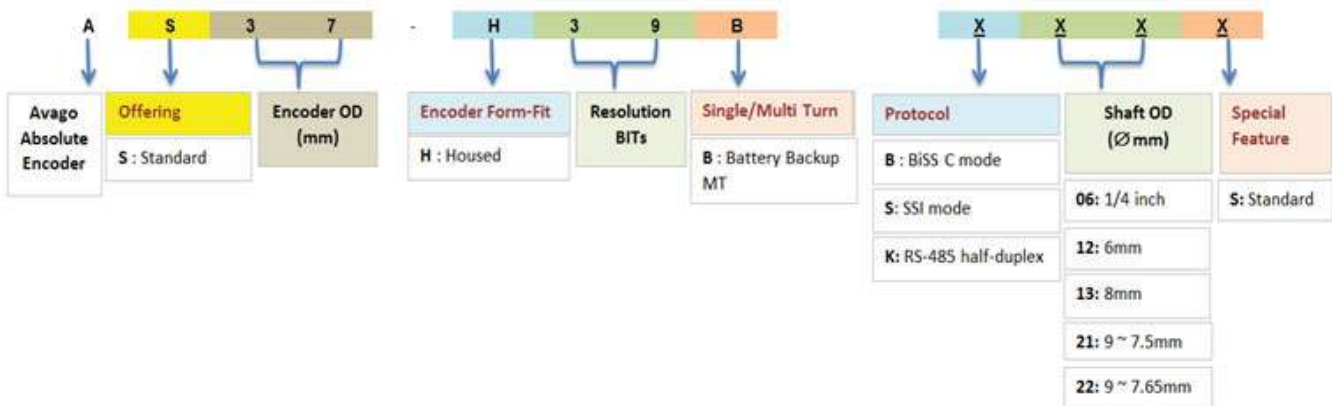 A S 3 7 - H 3 9 B X X X X
Avago
Absolute
Encoder
Offering
S : Standard
Encoder OD
(mm)
Encoder Form-Fit
H : Housed
Resolution
BITs
Single/Multi Turn
B : Battery Backup
MT
Protocol
B : BiSS C mode
S: SSI mode
K: RS-485 half-duplex
Shaft OD
(∅ mm)
06: 1/4 inch
12: 6mm
13: 8mm
21: 9 ~ 7.5mm
22: 9 ~ 7.65mm
Special
Feature
S: Standard